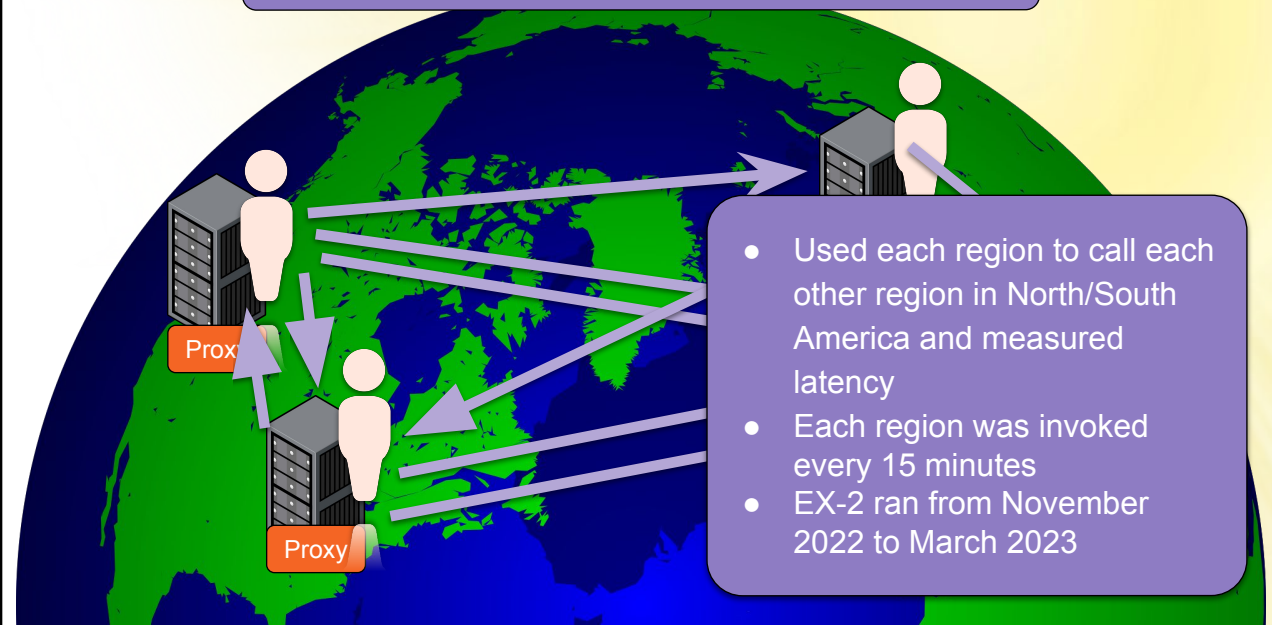 Prox
Proxy
● Used each region to call each
other region in North/South
America and measured
latency
● Each region was invoked
every 15 minutes
● EX-2 ran from November
2022 to March 2023